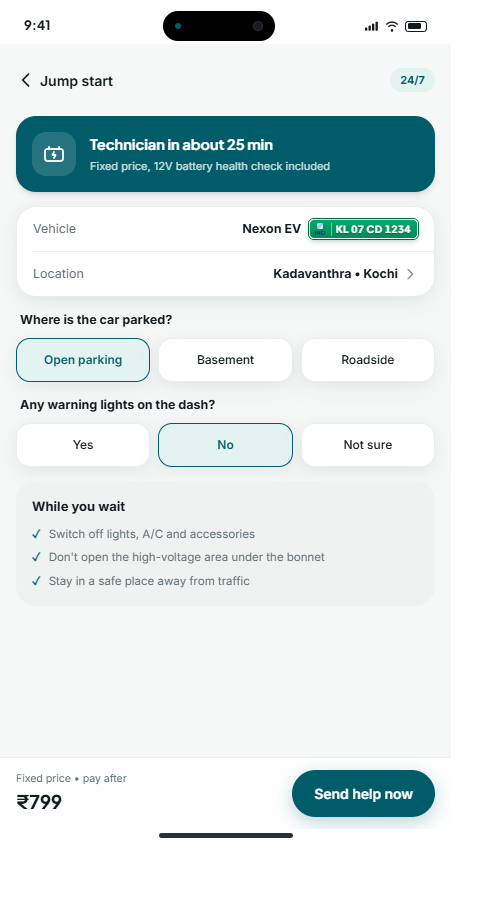 9:41
Jump start
24/7
Technician in about 25 min
Fixed price, 12V battery health check included
Vehicle
Nexon EV
KL 07 CD 1234
Location
Kadavanthra • Kochi
Where is the car parked?
Open parking
Basement
Roadside
Any warning lights on the dash?
Yes
No
Not sure
While you wait
✓ Switch off lights, A/C and accessories
✓ Don't open the high-voltage area under the bonnet
✓ Stay in a safe place away from traffic
Fixed price • pay after
₹799
Send help now